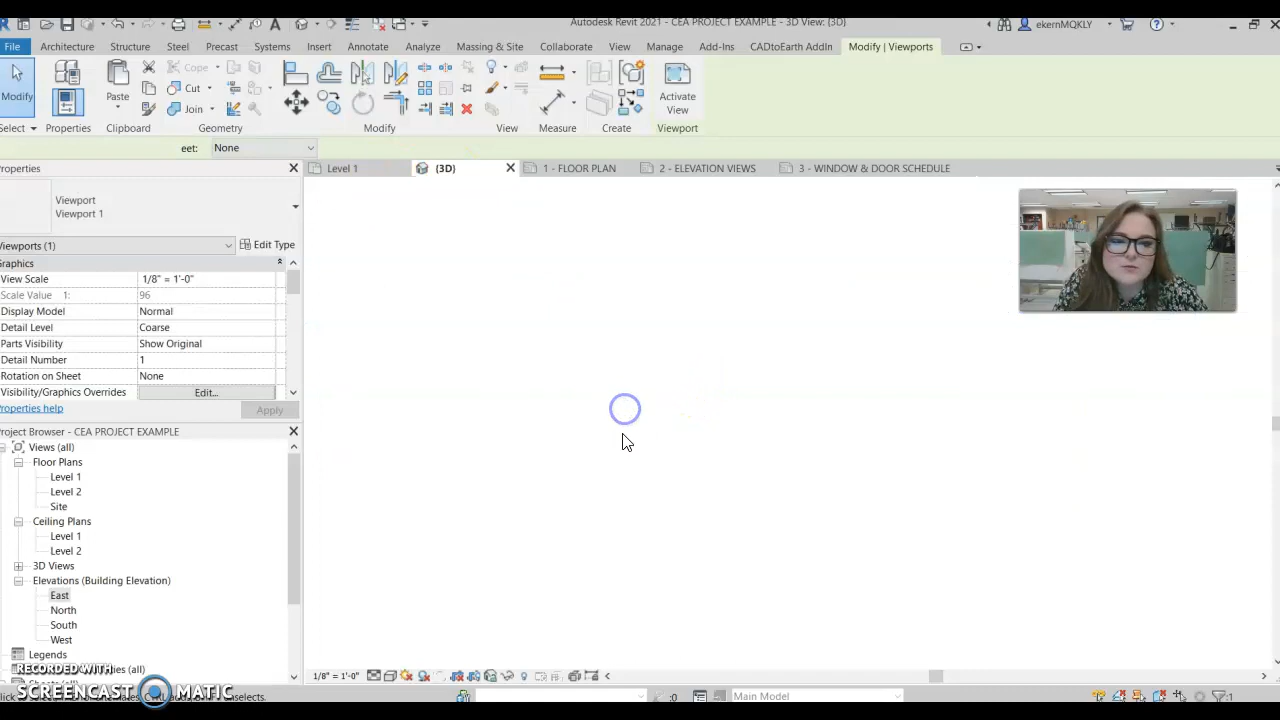 Autodesk Revit 2021 - CEA PROJECT EXAMPLE - 3D View: {3D}
ekernMQKLY
File Architecture Structure Steel Precast Systems Insert Annotate Analyze Massing & Site Collaborate View Manage Add-Ins CADtoEarth AddIn Modify | Viewports
Modify
Properties
Paste
Cope
Cut
Join
Activate
View
Select Properties Clipboard Geometry Modify View Measure Create Viewport
eet: None
Properties
Level 1
{3D}
1 - FLOOR PLAN
2 - ELEVATION VIEWS
3 - WINDOW & DOOR SCHEDULE
Viewport
Viewport 1
Viewports (1)
Edit Type
Graphics
View Scale 1/8" = 1'-0"
Scale Value 1: 96
Display Model Normal
Detail Level Coarse
Parts Visibility Show Original
Detail Number 1
Rotation on Sheet None
Visibility/Graphics Overrides Edit...
Properties help
Apply
Project Browser - CEA PROJECT EXAMPLE
Views (all)
Floor Plans
Level 1
Level 2
Site
Ceiling Plans
Level 1
Level 2
3D Views
Elevations (Building Elevation)
East
North
South
West
Legends
RECORDED WITH
SCREENCAST MATIC
1/8" = 1'-0"
:0
Main Model
:1